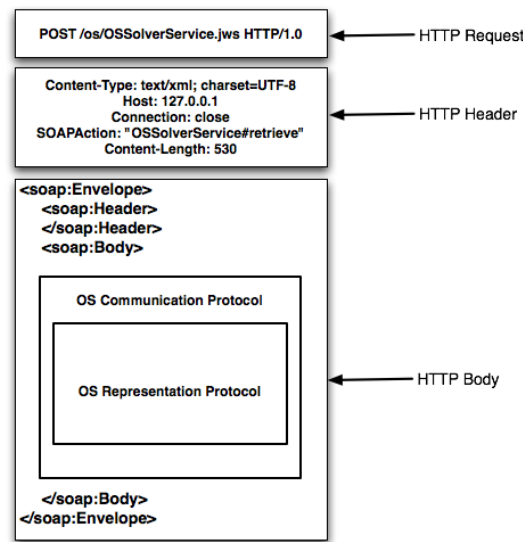 POST /os/OSSolverService.jws HTTP/1.0
HTTP Request
Content-Type: text/xml; charset=UTF-8
Host: 127.0.0.1
Connection: close
SOAPAction: "OSSolverService#retrieve"
Content-Length: 530
HTTP Header
<soap:Envelope>
<soap:Header>
</soap:Header>
<soap:Body>
OS Communication Protocol
OS Representation Protocol
HTTP Body
</soap:Body>
</soap:Envelope>